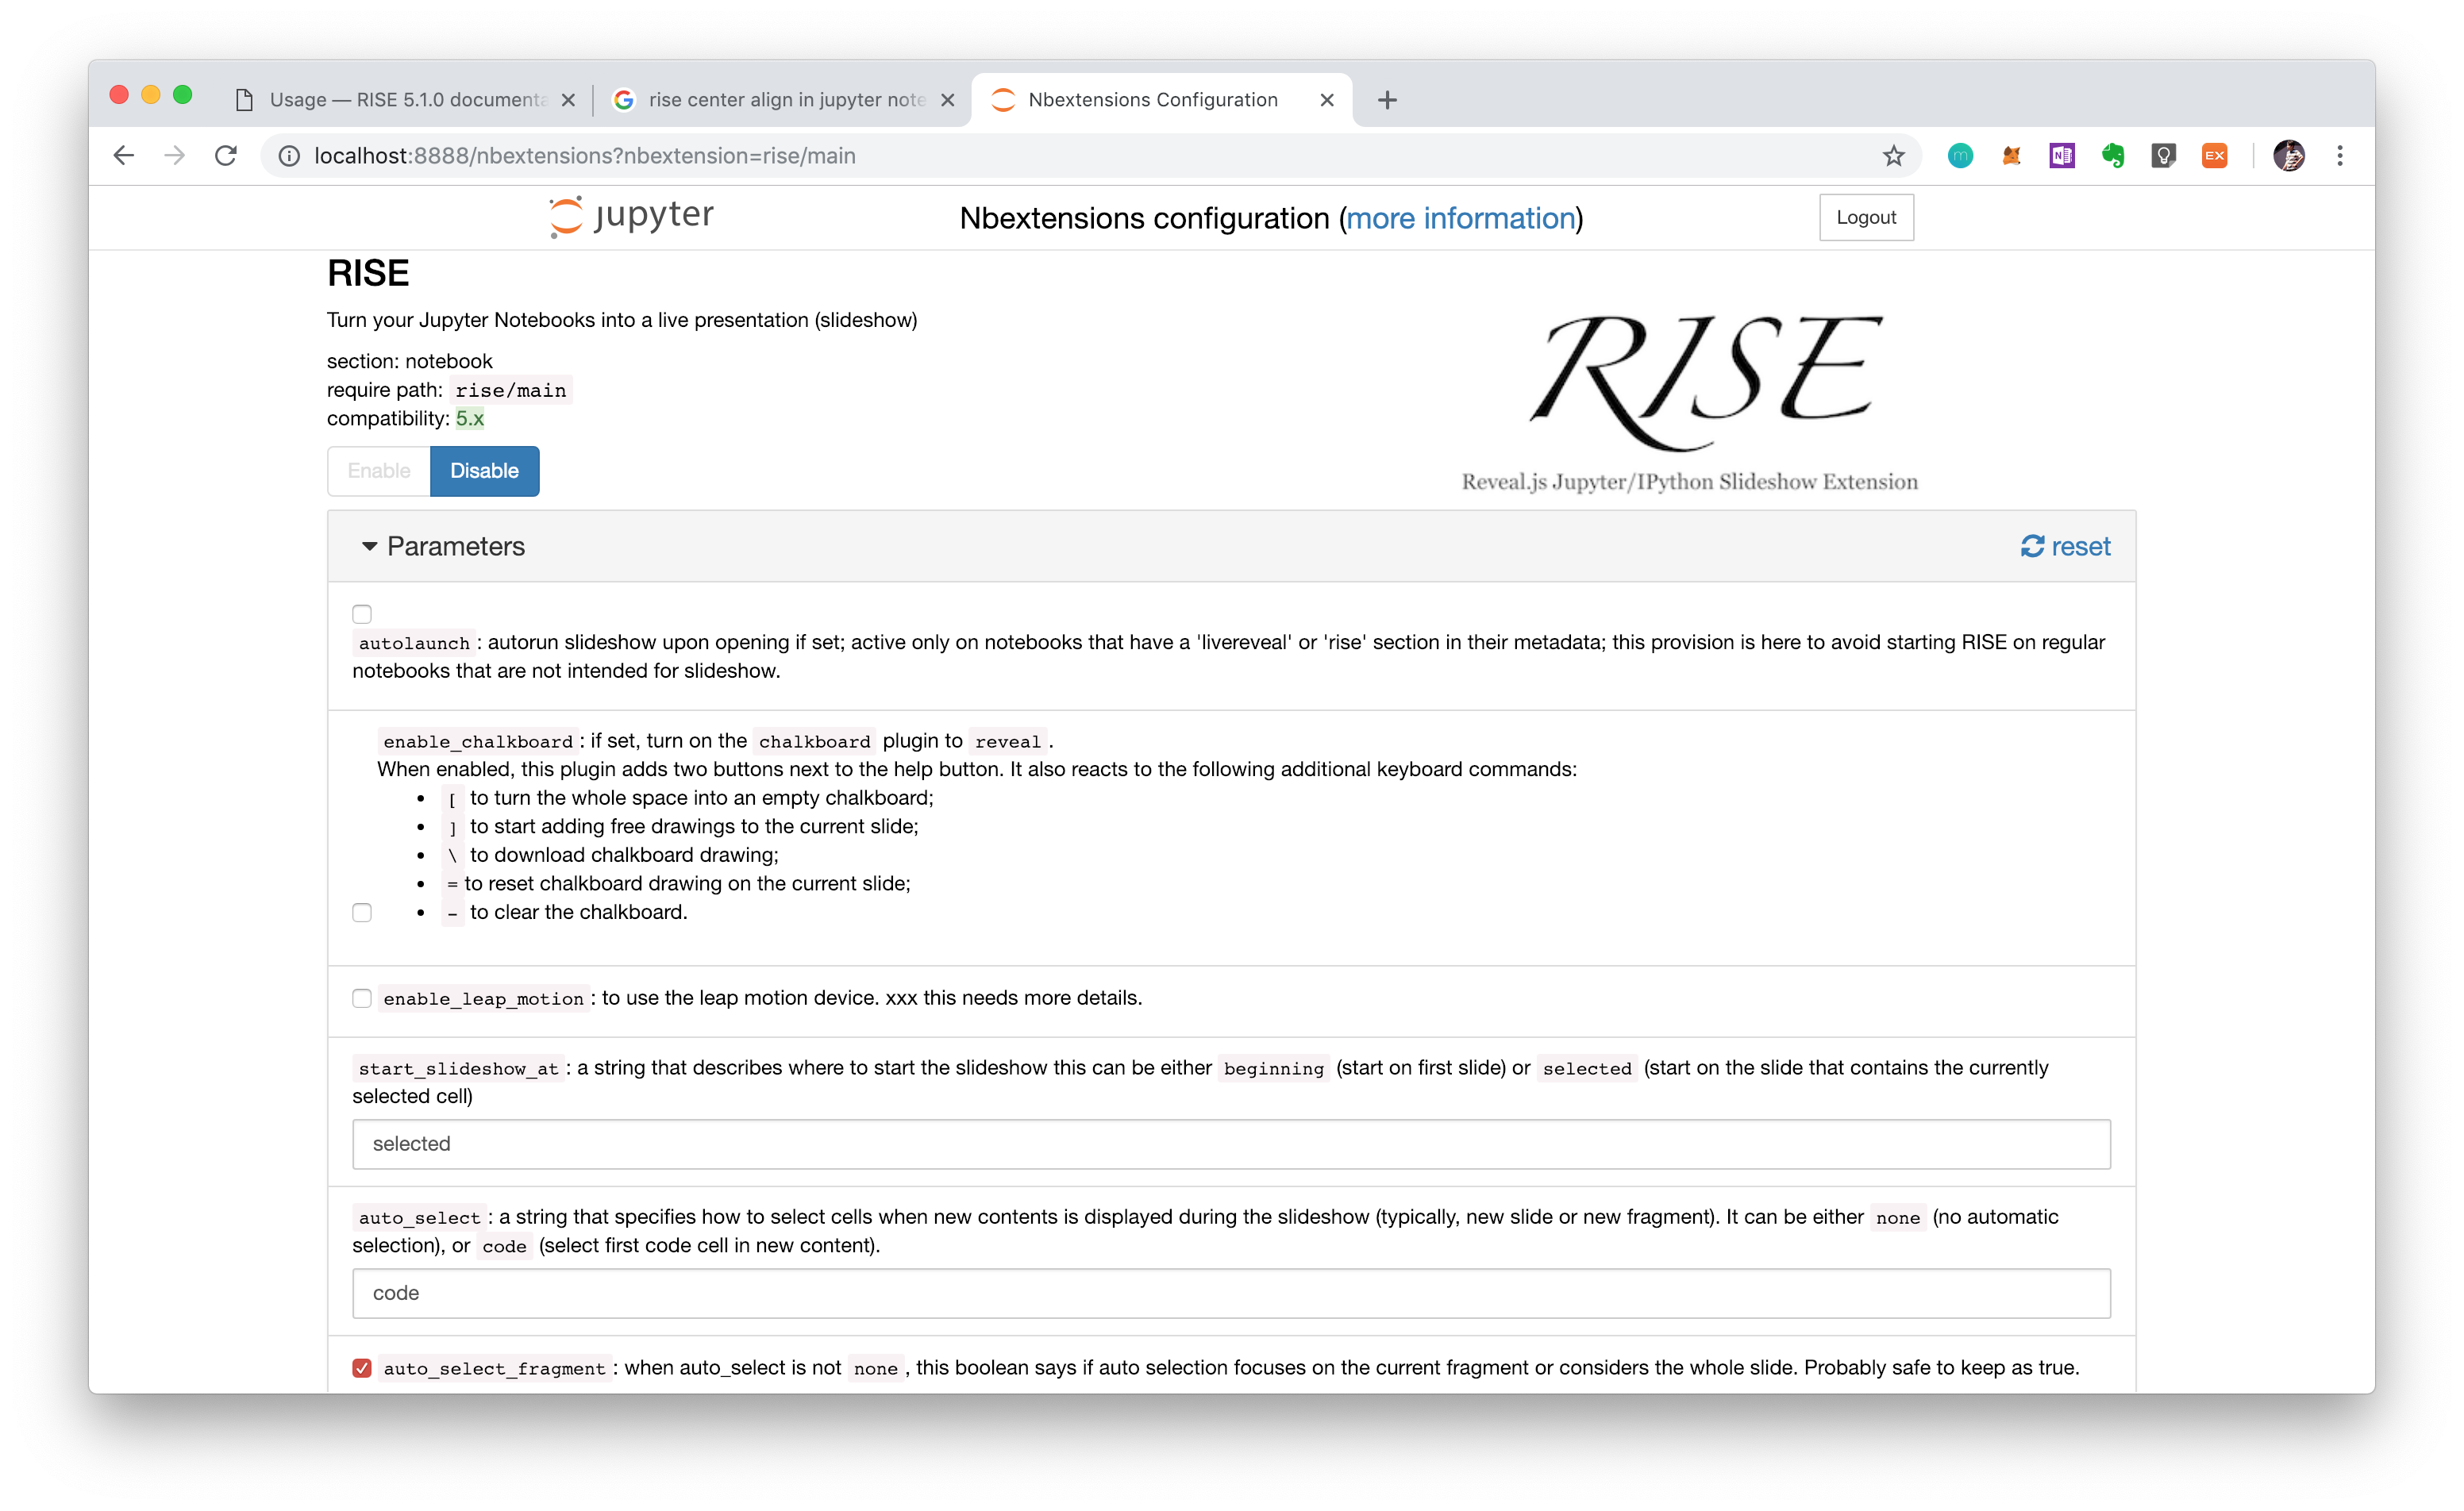 Usage — RISE 5.1.0 documenta
rise center align in jupyter note
Nbextensions Configuration
localhost:8888/nbextensions?nbextension=rise/main
m
N
EX
jupyter
Nbextensions configuration (more information)
Logout
RISE
Turn your Jupyter Notebooks into a live presentation (slideshow)
section: notebook
require path: rise/main
compatibility: 5.x
Enable
Disable
RISE
Reveal.js Jupyter/IPython Slideshow Extension
Parameters
reset
autolaunch : autorun slideshow upon opening if set; active only on notebooks that have a 'livereveal' or 'rise' section in their metadata; this provision is here to avoid starting RISE on regular
notebooks that are not intended for slideshow.
enable_chalkboard : if set, turn on the chalkboard plugin to reveal .
When enabled, this plugin adds two buttons next to the help button. It also reacts to the following additional keyboard commands:
• [ to turn the whole space into an empty chalkboard;
• ] to start adding free drawings to the current slide;
• \ to download chalkboard drawing;
• = to reset chalkboard drawing on the current slide;
• - to clear the chalkboard.
enable_leap_motion : to use the leap motion device. xxx this needs more details.
start_slideshow_at : a string that describes where to start the slideshow this can be either beginning (start on first slide) or selected (start on the slide that contains the currently
selected cell)
selected
auto_select : a string that specifies how to select cells when new contents is displayed during the slideshow (typically, new slide or new fragment). It can be either none (no automatic
selection), or code (select first code cell in new content).
code
auto_select_fragment : when auto_select is not none , this boolean says if auto selection focuses on the current fragment or considers the whole slide. Probably safe to keep as true.